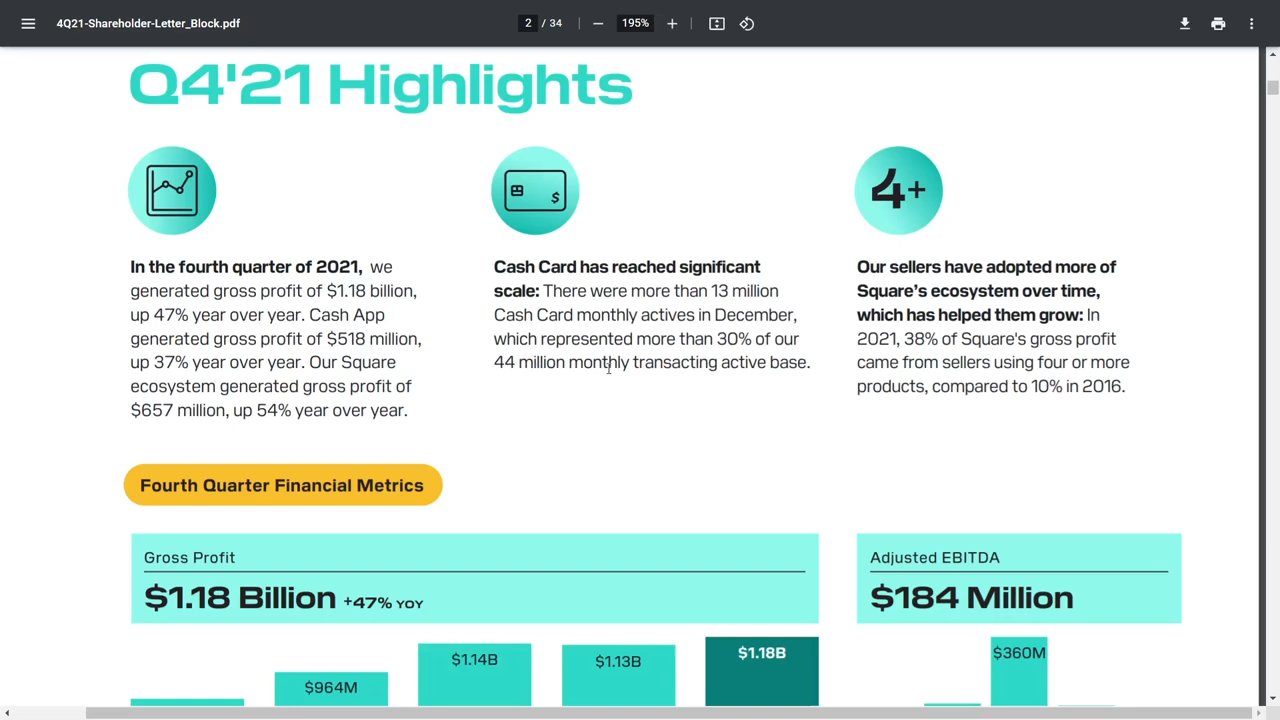 4Q21-Shareholder-Letter_Block.pdf
2 / 34
195%
Q4'21 Highlights
$
4+
In the fourth quarter of 2021, we
generated gross profit of $1.18 billion,
up 47% year over year. Cash App
generated gross profit of $518 million,
up 37% year over year. Our Square
ecosystem generated gross profit of
$657 million, up 54% year over year.
Cash Card has reached significant
scale: There were more than 13 million
Cash Card monthly actives in December,
which represented more than 30% of our
44 million monthly transacting active base.
Our sellers have adopted more of
Square's ecosystem over time,
which has helped them grow: In
2021, 38% of Square's gross profit
came from sellers using four or more
products, compared to 10% in 2016.
Fourth Quarter Financial Metrics
Gross Profit
$1.18 Billion +47% YOY
Adjusted EBITDA
$184 Million
$964M
$1.14B
$1.13B
$1.18B
$360M